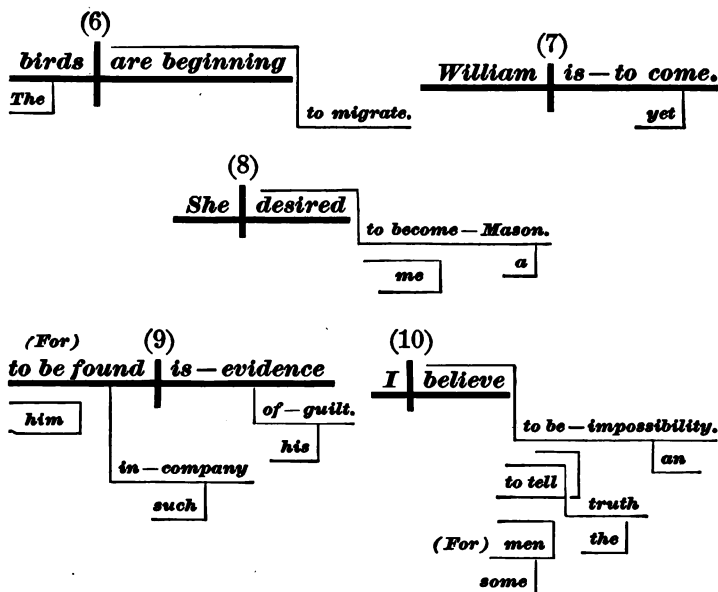 (6)
birds are beginning
The
to migrate.
(7)
William is—to come.
yet
(8)
She desired
to become—Mason.
me
a
(For) (9)
to be found is—evidence
him
of—guilt.
his
in—company
such
(10)
I believe
to be—impossibility.
an
to tell
truth
(For) men
the
some